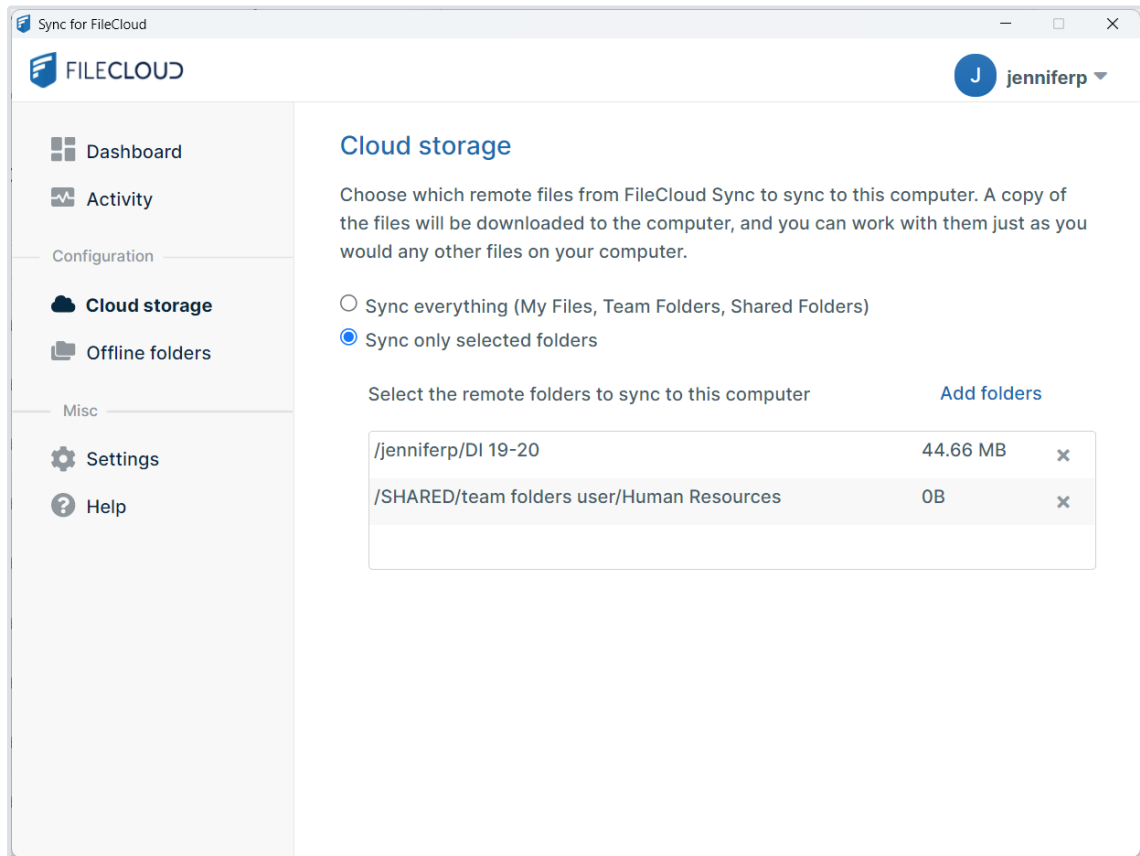 Sync for FileCloud
FILECLOUD
J jenniferp
Dashboard
Activity
Configuration
Cloud storage
Offline folders
Misc
Settings
Help
Cloud storage
Choose which remote files from FileCloud Sync to sync to this computer. A copy of
the files will be downloaded to the computer, and you can work with them just as you
would any other files on your computer.
Sync everything (My Files, Team Folders, Shared Folders)
Sync only selected folders
Select the remote folders to sync to this computer Add folders
/jenniferp/DI 19-20 44.66 MB
/SHARED/team folders user/Human Resources 0B